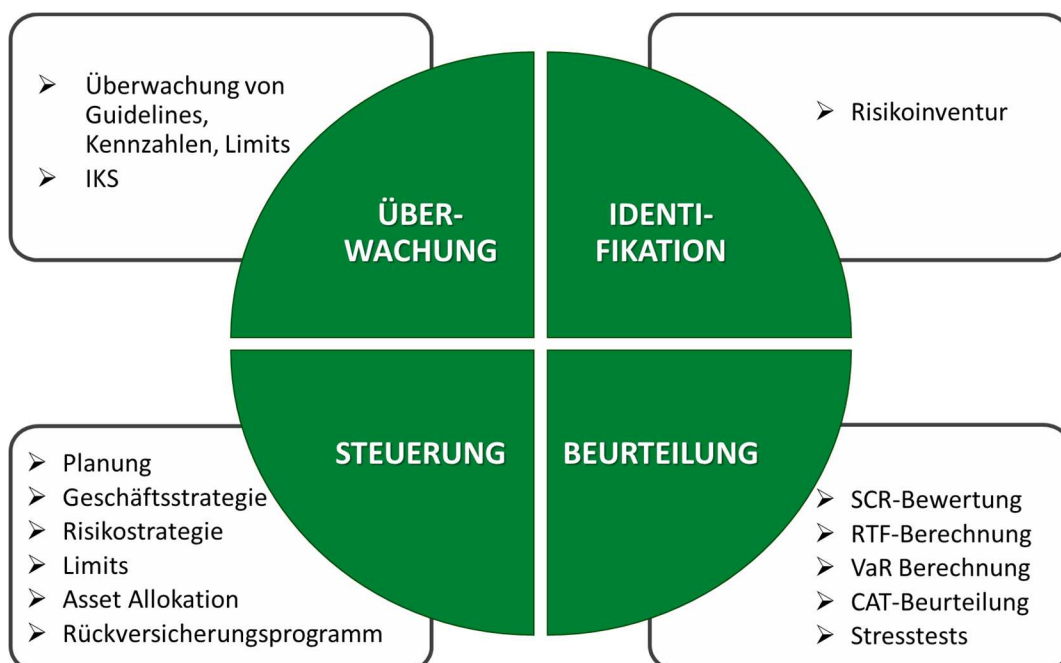 Überwachung von
Guidelines,
Kennzahlen, Limits
IKS
Risikoinventur
ÜBER-
WACHUNG
IDENTI-
FIKATION
STEUERUNG
BEURTEILUNG
Planung
Geschäftsstrategie
Risikostrategie
Limits
Asset Allokation
Rückversicherungsprogramm
SCR-Bewertung
RTF-Berechnung
VaR Berechnung
CAT-Beurteilung
Stresstests